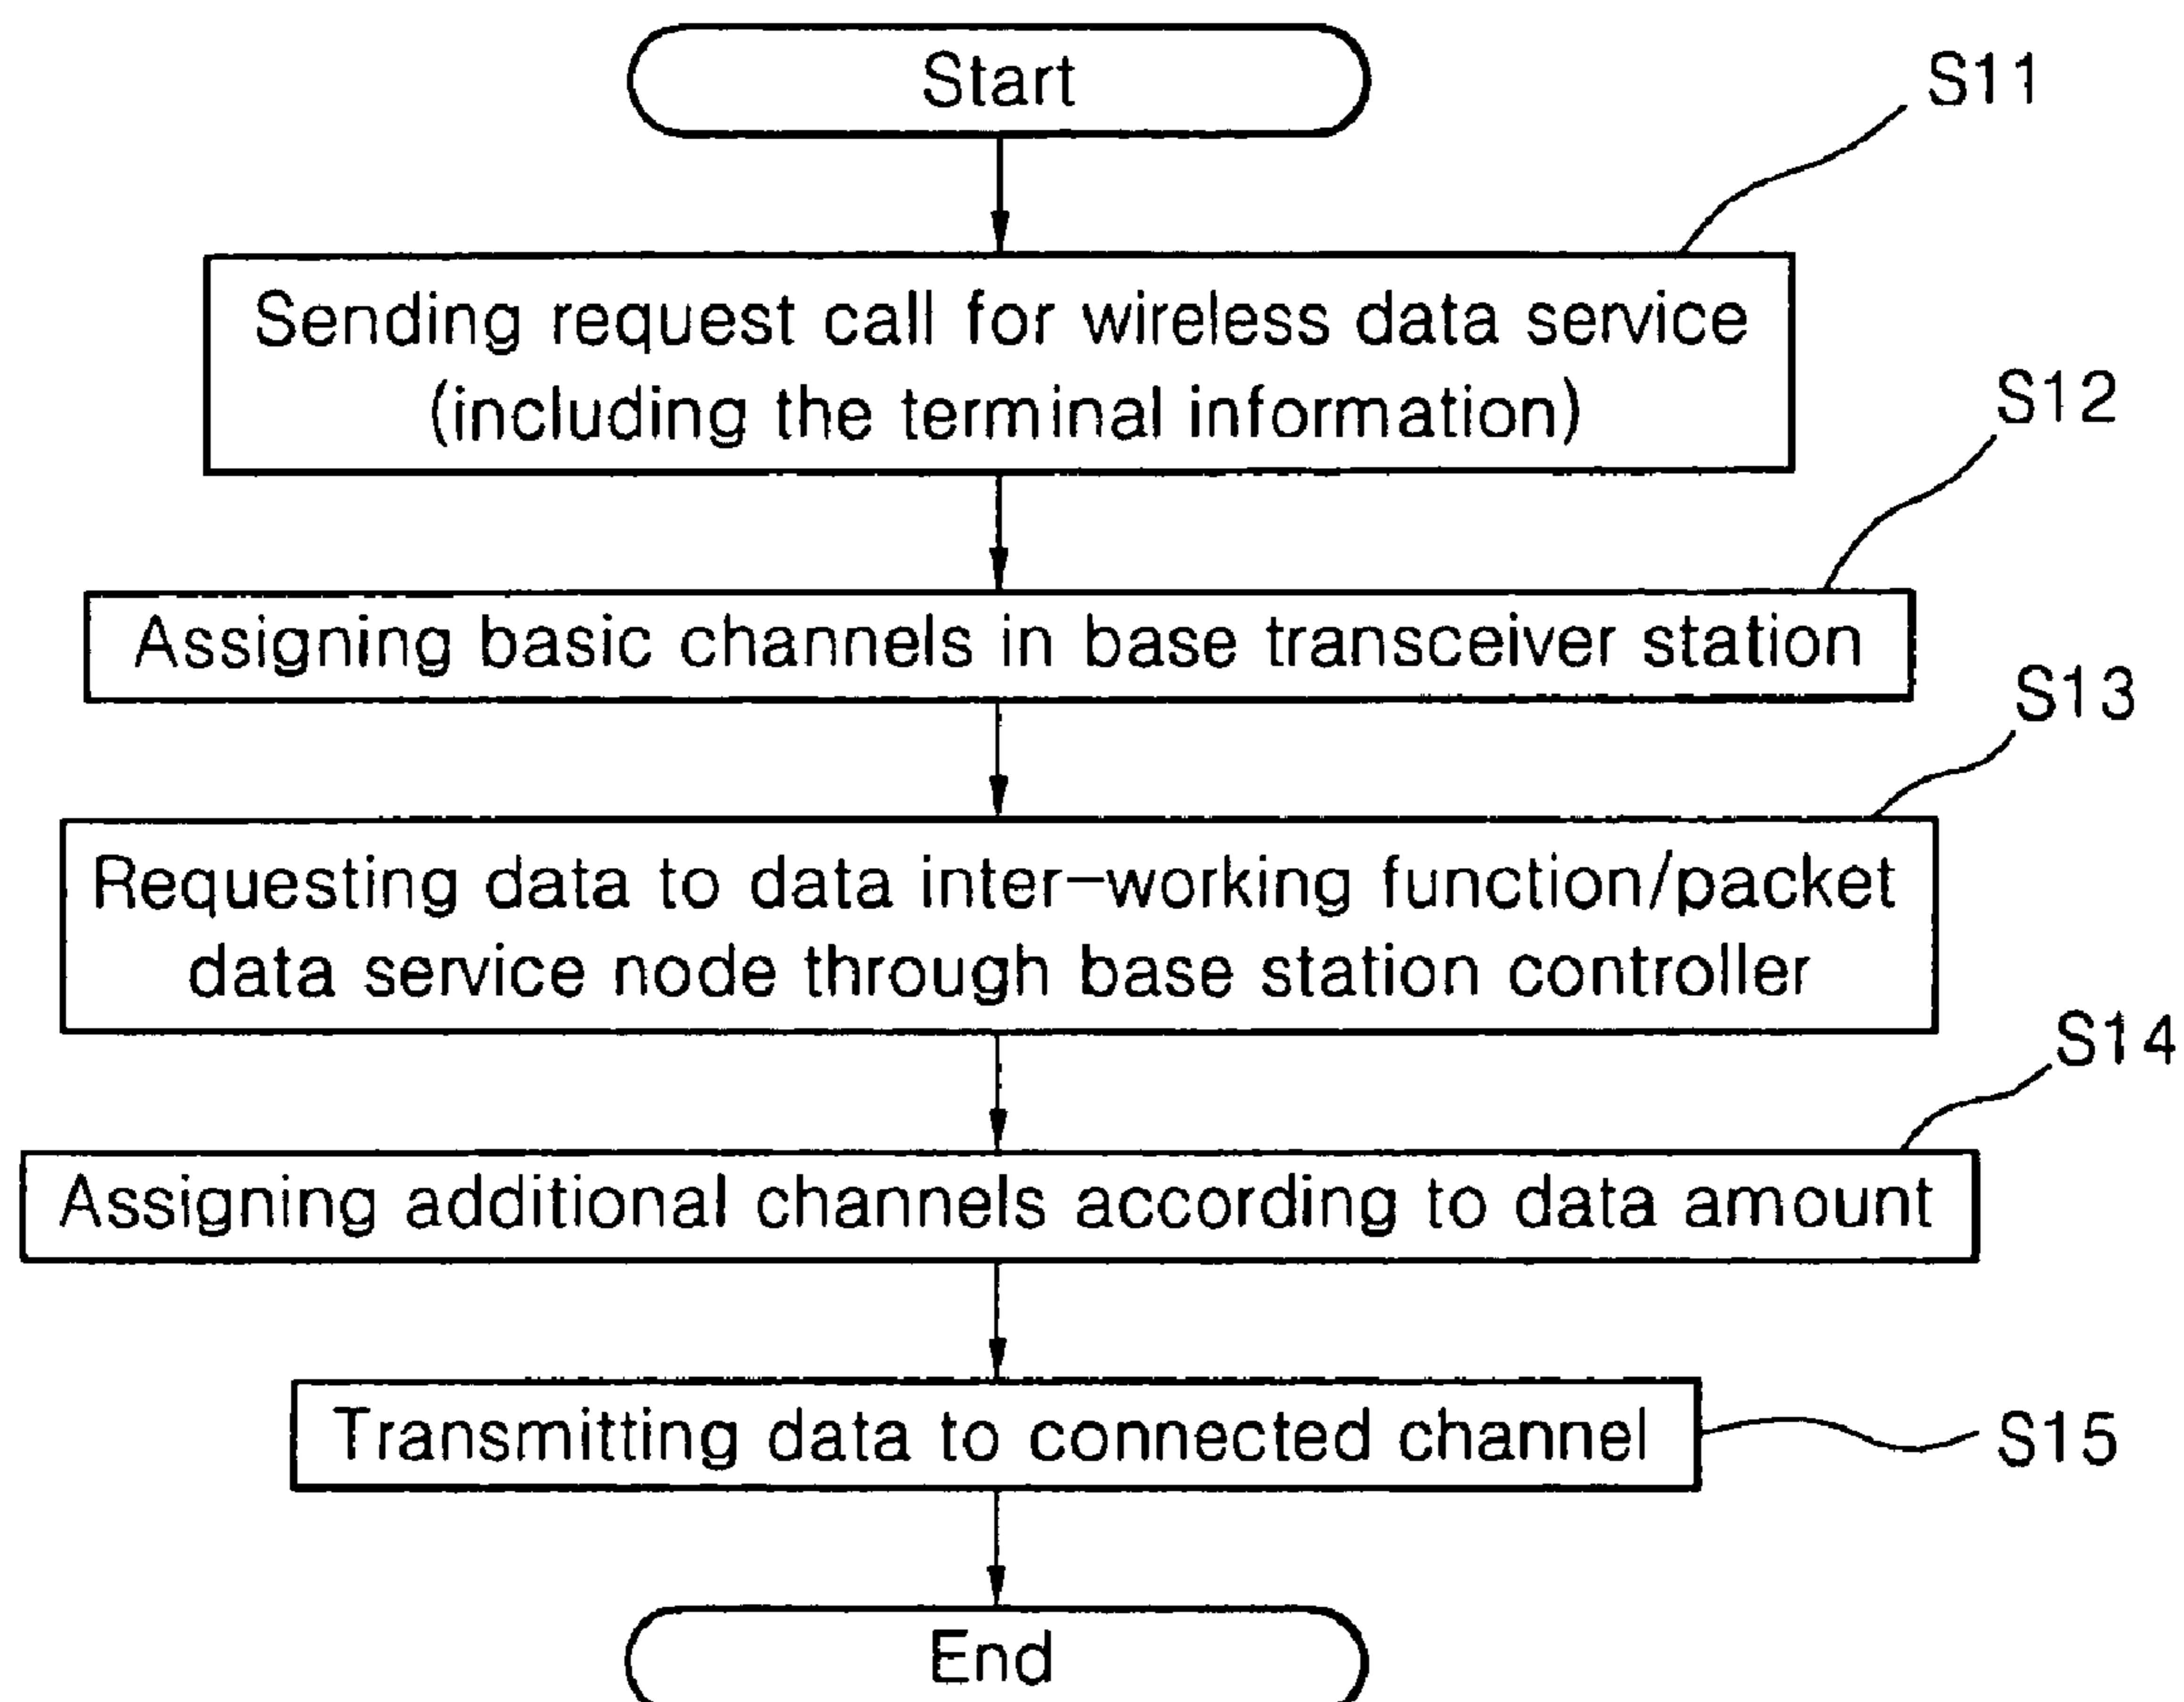 Start
S11
Sending request call for wireless data service
(including the terminal information)
S12
Assigning basic channels in base transceiver station
S13
Requesting data to data inter-working function/packet
data service node through base station controller
S14
Assigning additional channels according to data amount
Transmitting data to connected channel
S15
End